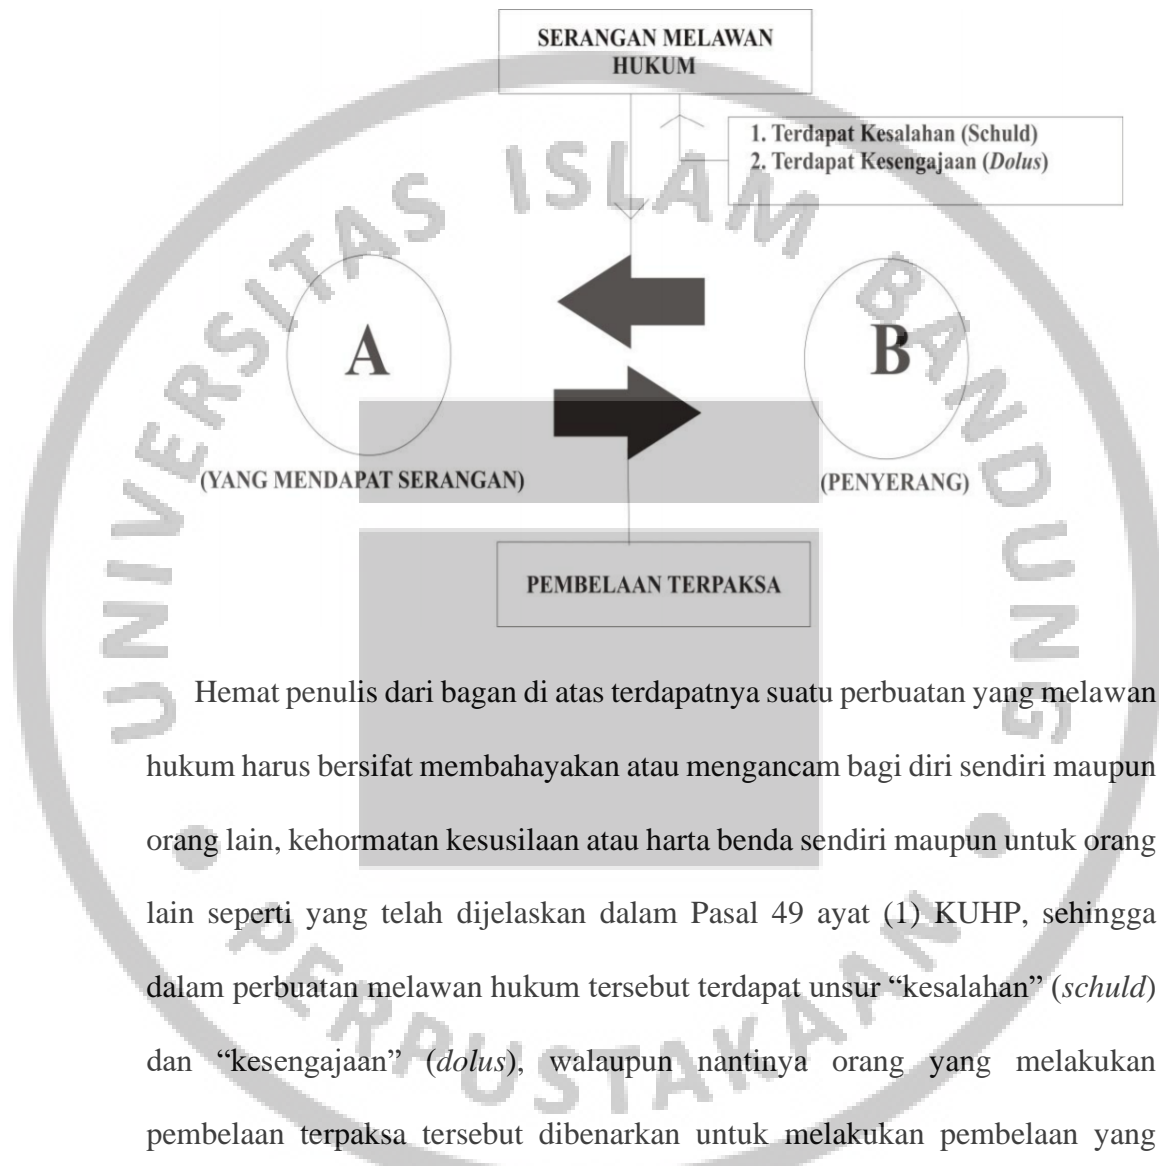 SERANGAN MELAWAN
HUKUM
1. Terdapat Kesalahan (Schuld)
2. Terdapat Kesengajaan (Dolus)
UNIVERSITAS ISLAM BANDUNG
A
B
(YANG MENDAPAT SERANGAN)
(PENYERANG)
PEMBELAAN TERPAKSA
Hemat penulis dari bagan di atas terdapatnya suatu perbuatan yang melawan
hukum harus bersifat membahayakan atau mengancam bagi diri sendiri maupun
orang lain, kehormatan kesusilaan atau harta benda sendiri maupun untuk orang
lain seperti yang telah dijelaskan dalam Pasal 49 ayat (1) KUHP, sehingga
dalam perbuatan melawan hukum tersebut terdapat unsur “kesalahan” (schuld)
dan “kesengajaan” (dolus), walaupun nantinya orang yang melakukan
pembelaan terpaksa tersebut dibenarkan untuk melakukan pembelaan yang
PERPUSTAKAAN